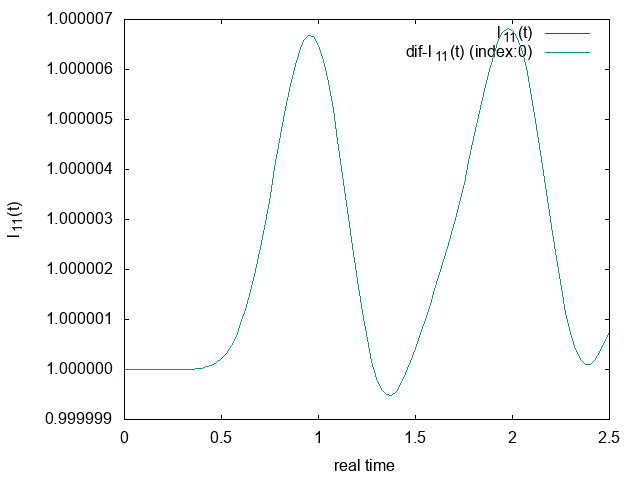 1.000007
1.000006
1.000005
1.000004
1.000003
1.000002
1.000001
1.000000
0.999999
I11(t)
dif-I11(t) (index:0)
I11(t)
0 0.5 1 1.5 2 2.5
real time